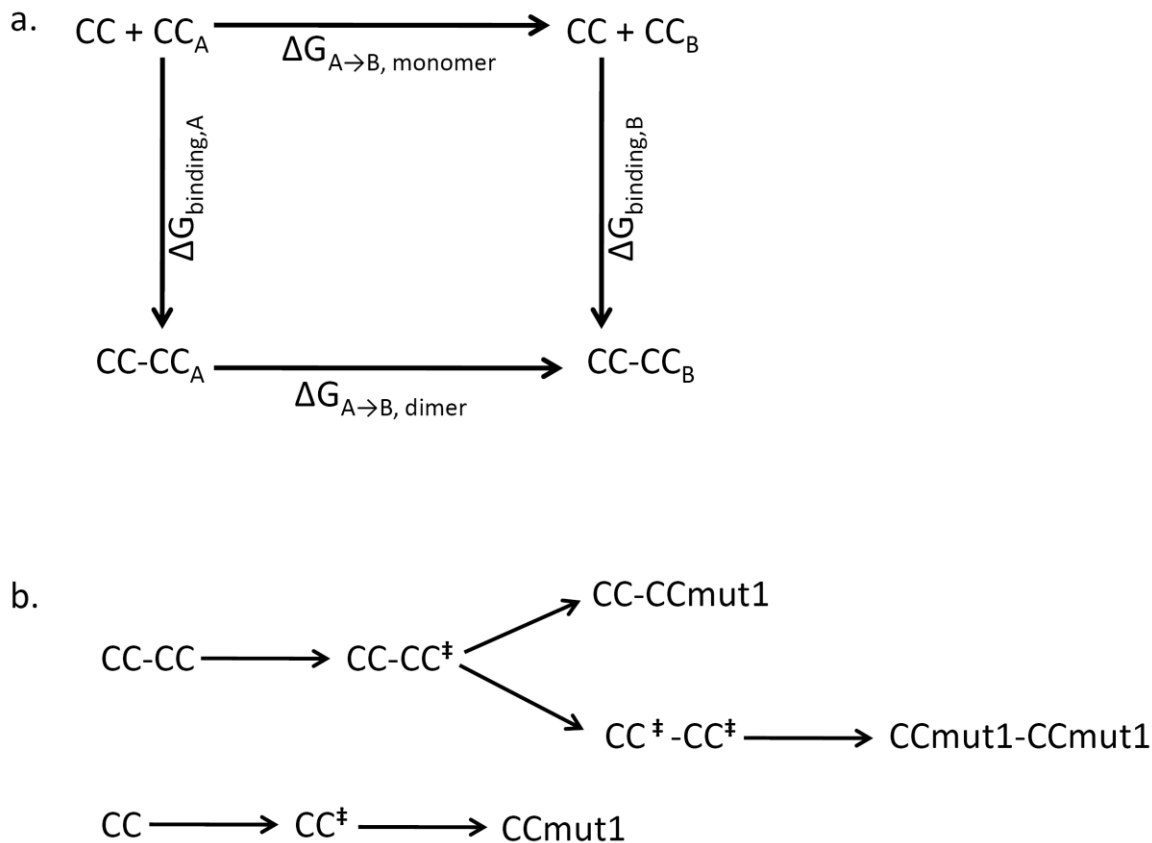 a. CC + CC_A CC + CC_B
ΔG_A→B, monomer
ΔG_binding,A ΔG_binding,B
CC-CC_A CC-CC_B
ΔG_A→B, dimer
b. CC-CCmut1
CC-CC CC-CC‡
CC‡-CC‡ CCmut1-CCmut1
CC CC‡ CCmut1